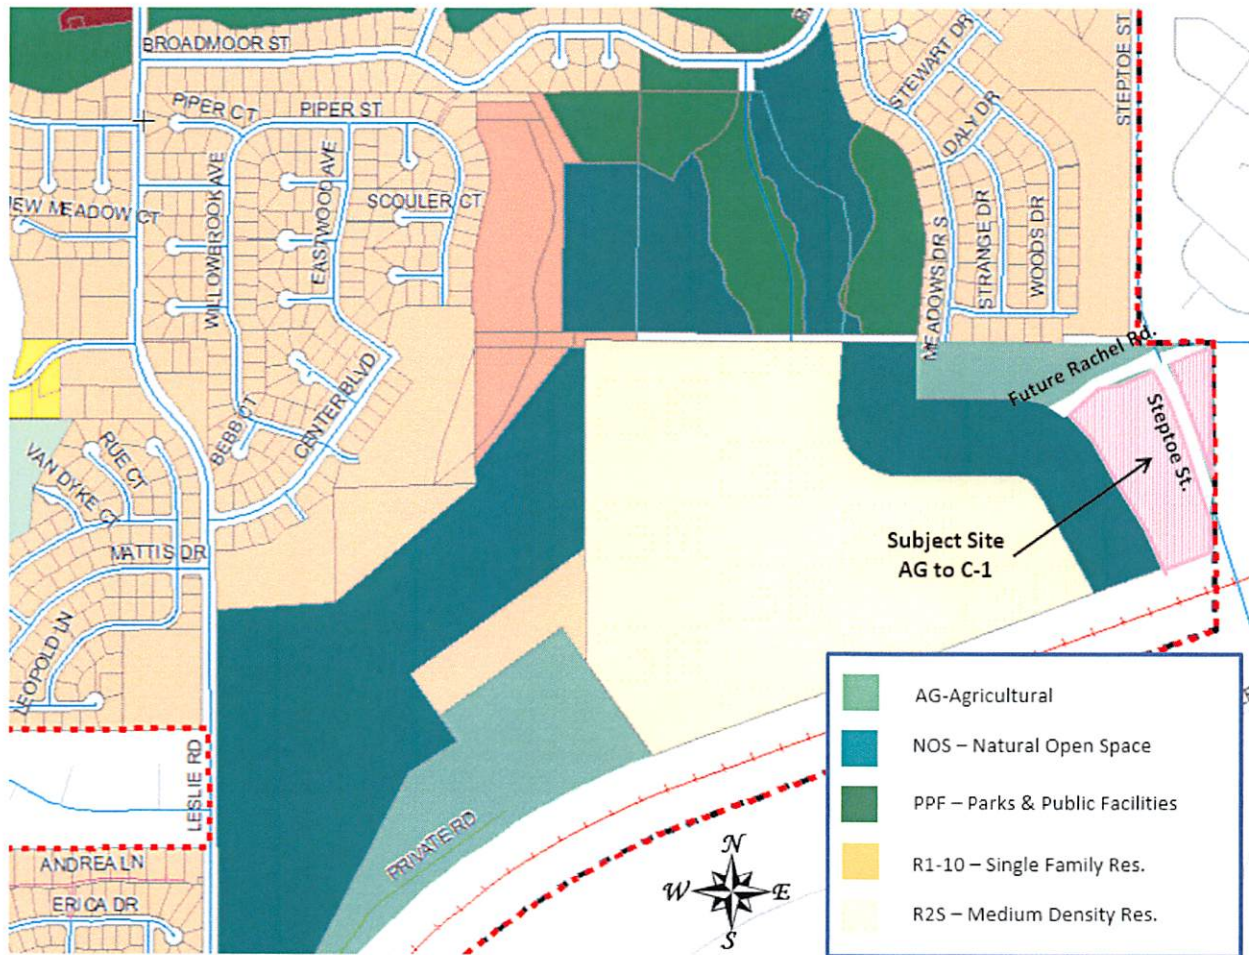 BROADMOOR ST
STEPTOE ST
STEWART DR
PIPER CT
PIPER ST
DALY DR
WILLOWBROOK AVE
EASTWOOD AVE
SCOULER CT
IEW MEADOW CT
MEADOWS DR S
STRANGE DR
WOODS DR
Future Rachel Rd.
CENTER BLVD
BEBB CT
Steptoe St.
RUE CT
VAN DYKE CT
Subject Site
AG to C-1
MATTIS DR
LEOPOLD LN
LESLIE RD
PRIVATE RD
ANDREA LN
ERICA DR
N
W
E
S
AG-Agricultural
NOS – Natural Open Space
PPF – Parks & Public Facilities
R1-10 – Single Family Res.
R2S – Medium Density Res.